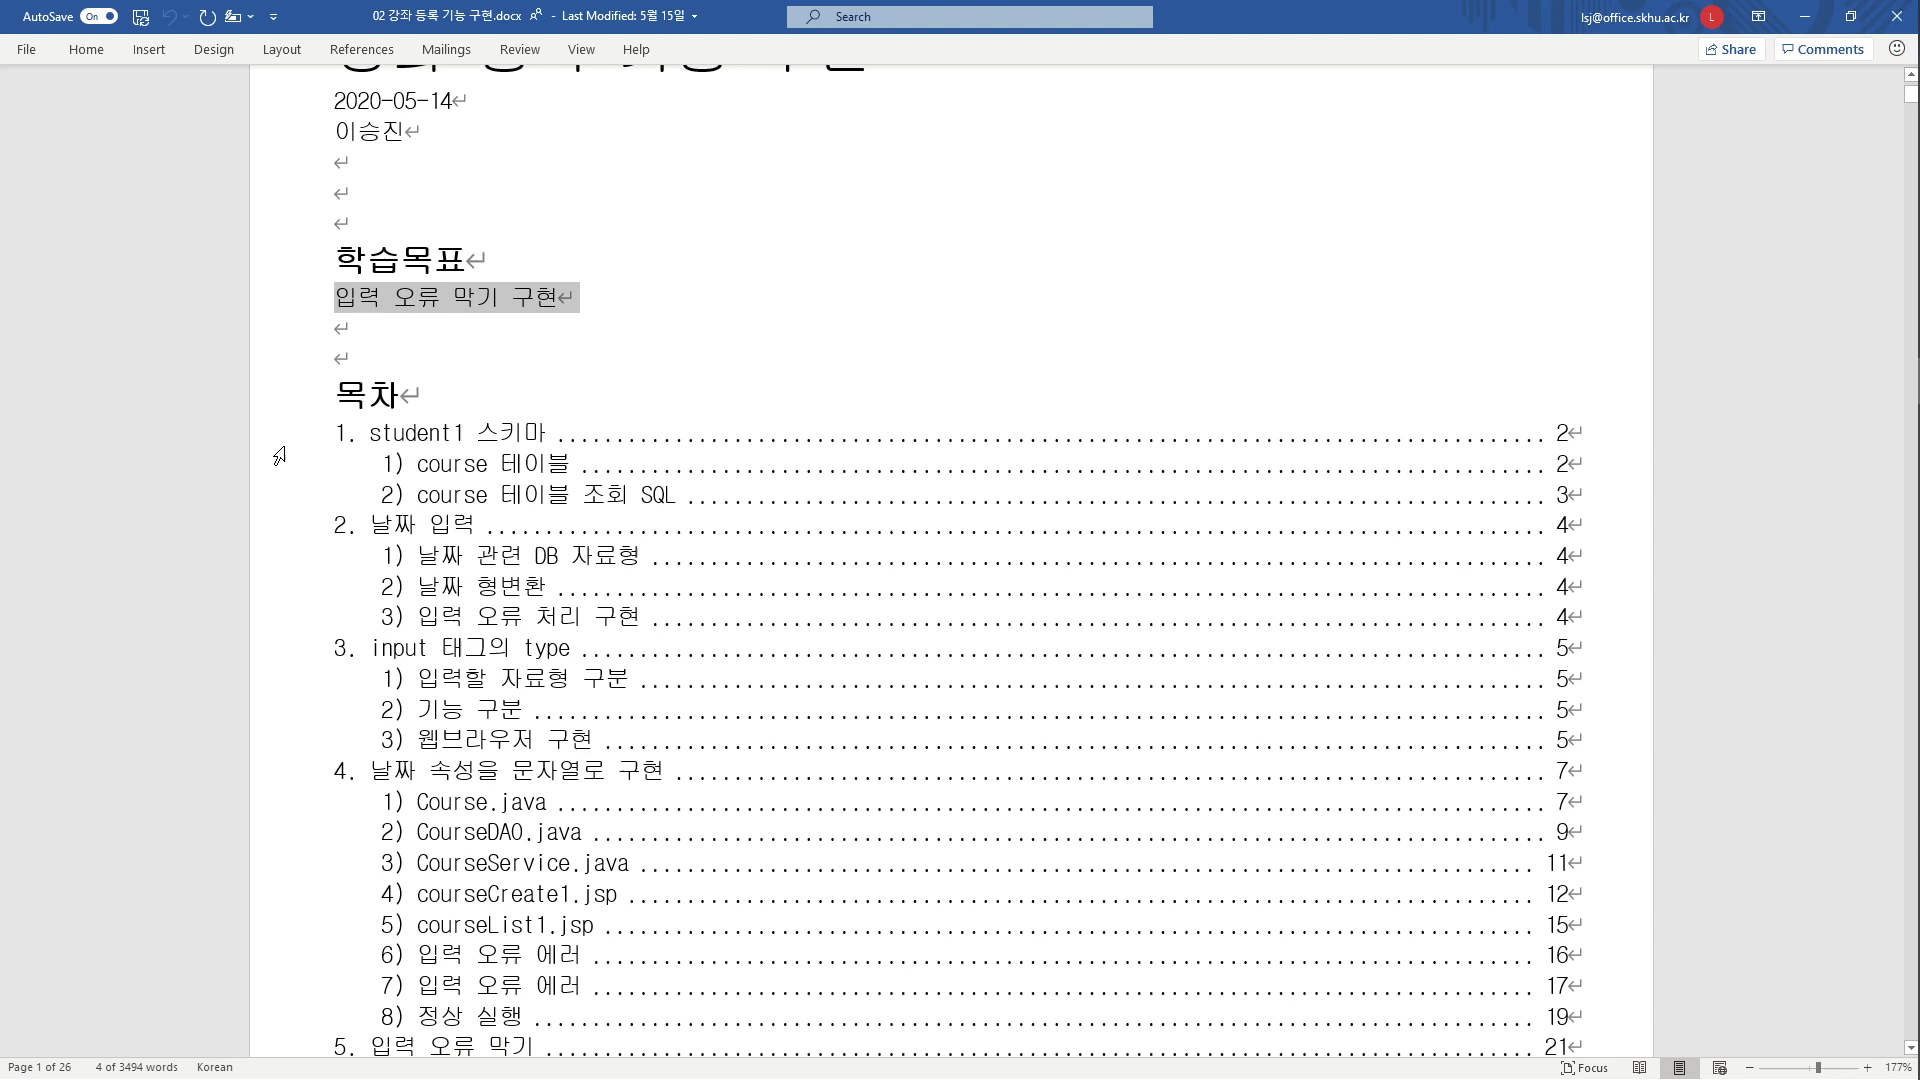 AutoSave On 02 강좌 등록 기능 구현.docx - Last Modified: 5월 15일 Search lsj@office.skhu.ac.kr L
File Home Insert Design Layout References Mailings Review View Help Share Comments
2020-05-14
이승진
학습목표
입력 오류 막기 구현
목차
1. student1 스키마 2
1) course 테이블 2
2) course 테이블 조회 SQL 3
2. 날짜 입력 4
1) 날짜 관련 DB 자료형 4
2) 날짜 형변환 4
3) 입력 오류 처리 구현 4
3. input 태그의 type 5
1) 입력할 자료형 구분 5
2) 기능 구분 5
3) 웹브라우저 구현 5
4. 날짜 속성을 문자열로 구현 7
1) Course.java 7
2) CourseDAO.java 9
3) CourseService.java 11
4) courseCreate1.jsp 12
5) courseList1.jsp 15
6) 입력 오류 에러 16
7) 입력 오류 에러 17
8) 정상 실행 19
5. 입력 오류 막기 21
Page 1 of 26 4 of 3494 words Korean Focus 177%